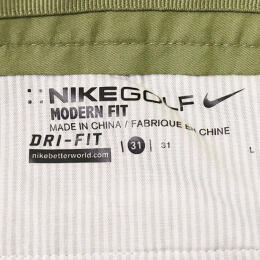 NIKEGOLF
MODERN FIT
MADE IN CHINA / FABRIQUE EN CHINE
DRI-FIT
31 31 L
nikebetterworld.com